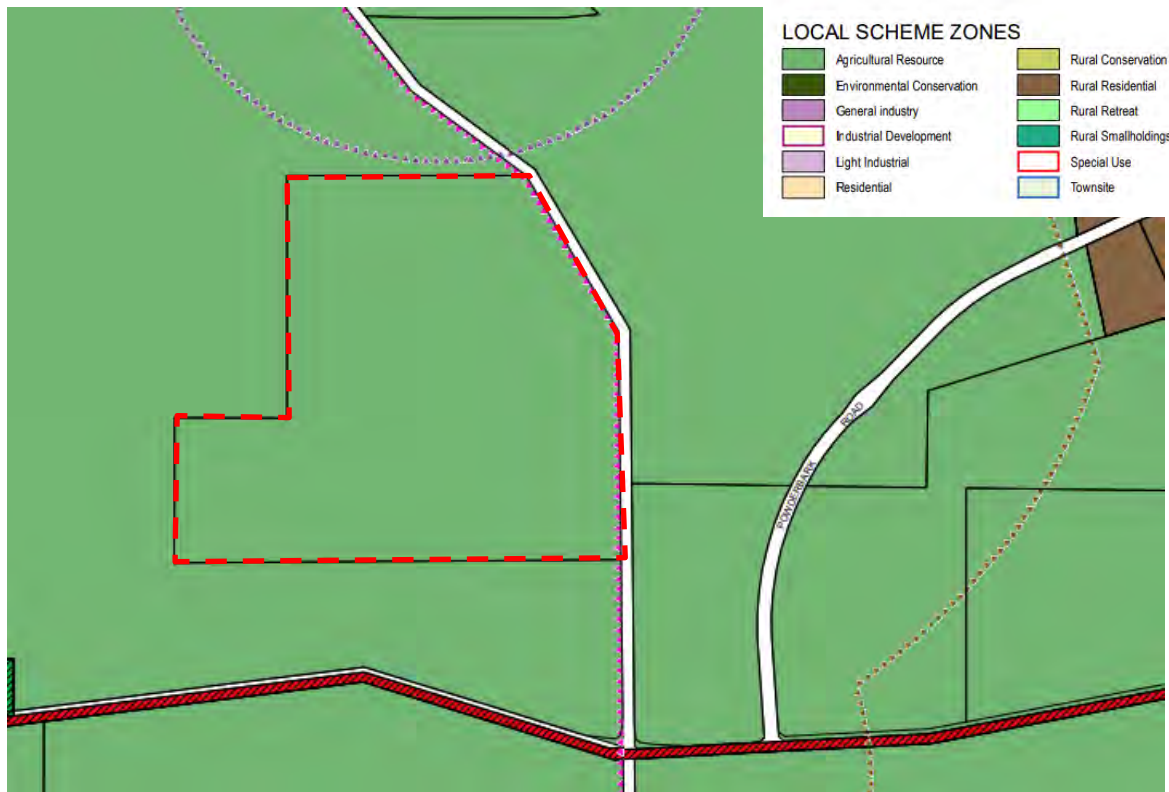 LOCAL SCHEME ZONES
Agricultural Resource
Environmental Conservation
General industry
Industrial Development
Light Industrial
Residential
Rural Conservation
Rural Residential
Rural Retreat
Rural Smallholdings
Special Use
Townsite
POWDERBARK ROAD